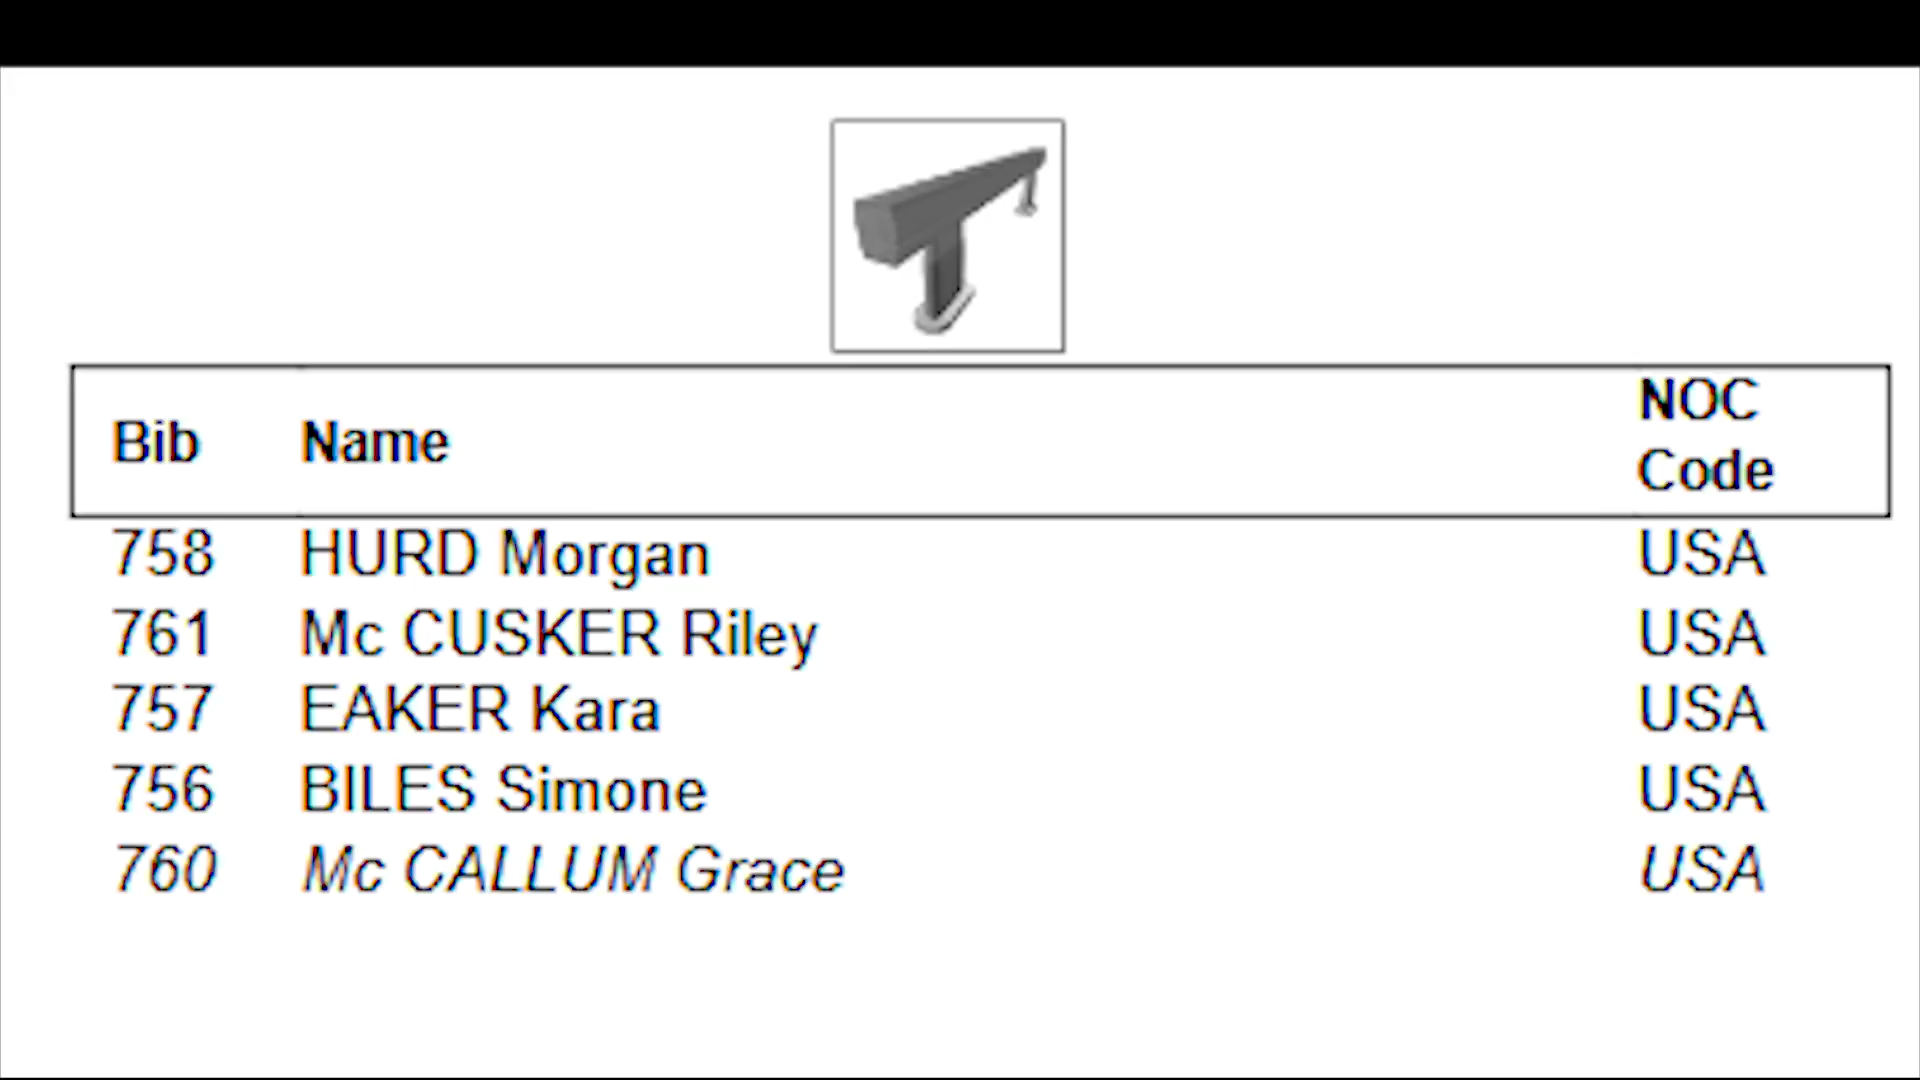 Bib Name NOC Code
758 HURD Morgan USA
761 Mc CUSKER Riley USA
757 EAKER Kara USA
756 BILES Simone USA
760 Mc CALLUM Grace USA